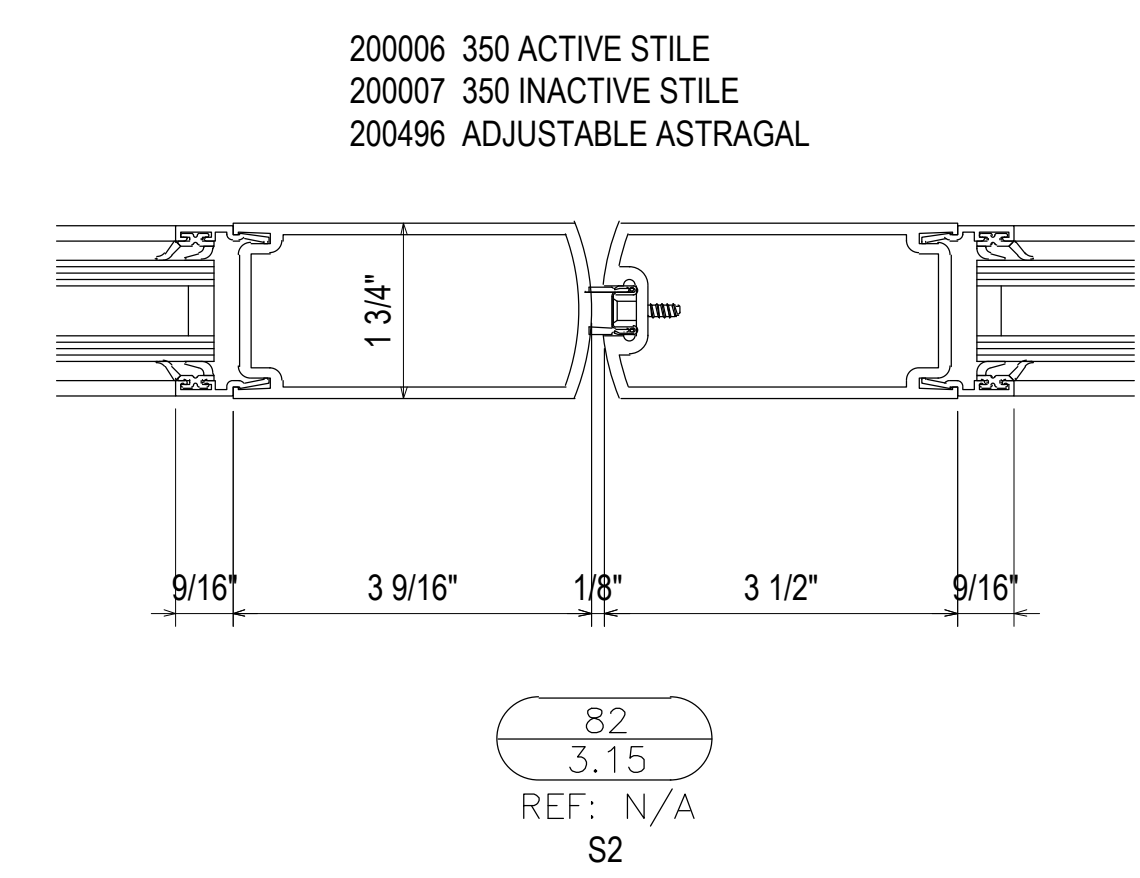 200006 350 ACTIVE STILE
200007 350 INACTIVE STILE
200496 ADJUSTABLE ASTRAGAL
1 3/4"
9/16" 3 9/16" 1/8" 3 1/2" 9/16"
82
3.15
REF: N/A
S2